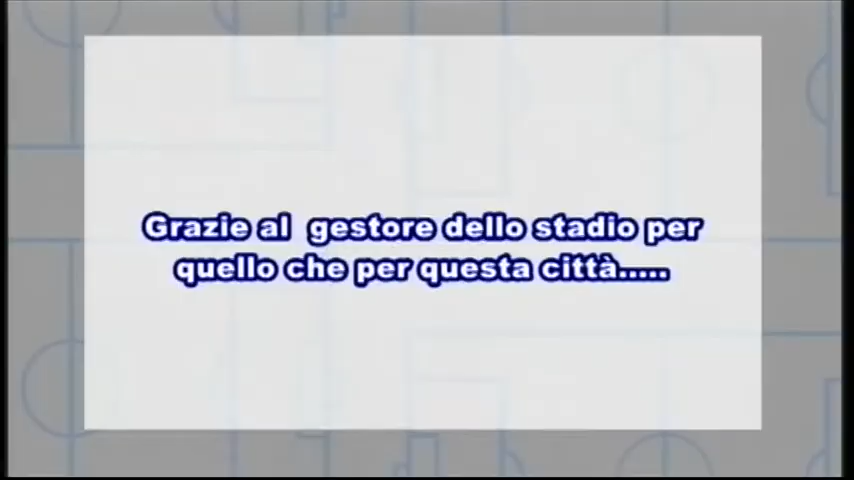 Grazie al  gestore dello stadio per
quello che per questa città.....